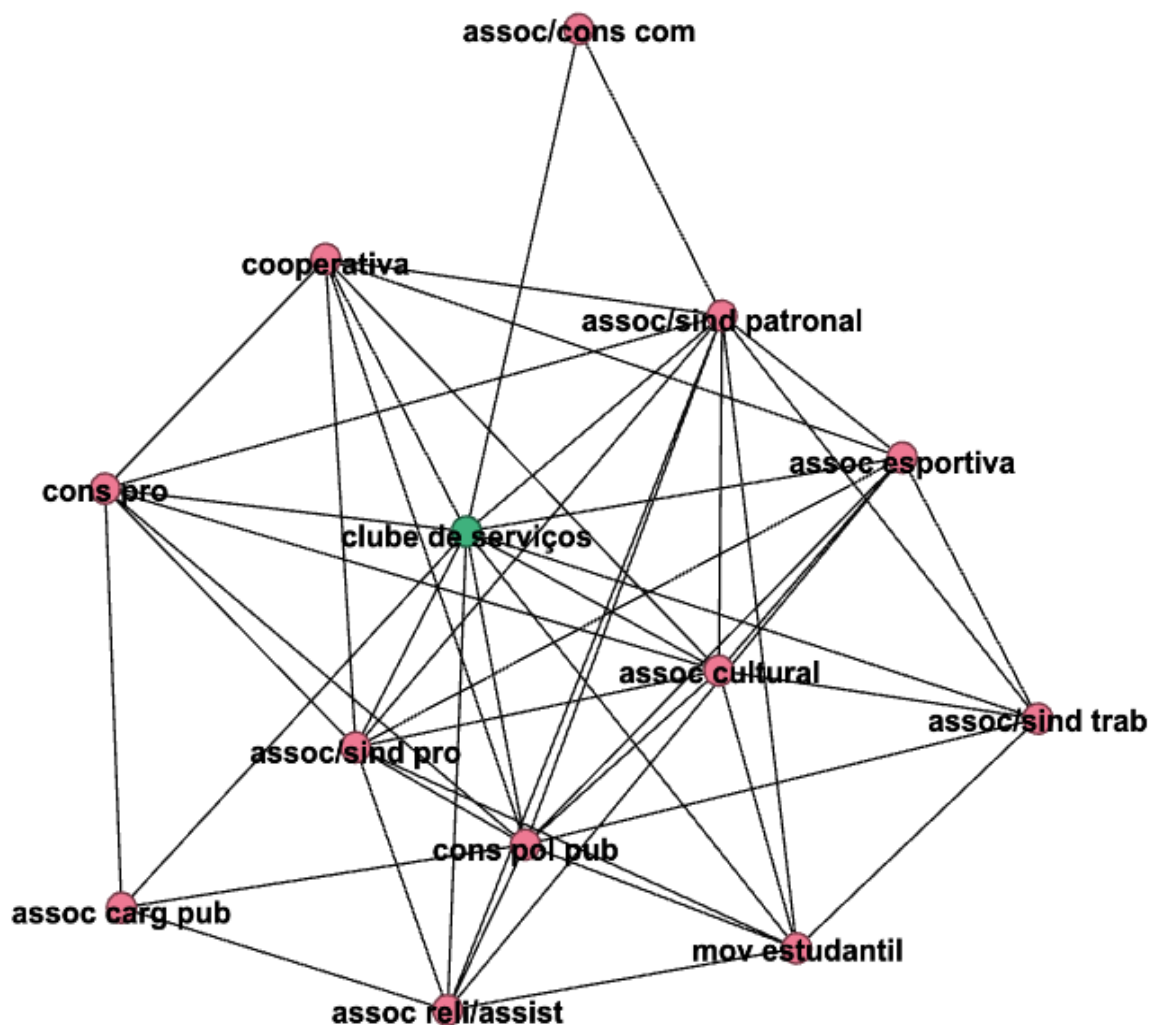 assoc/cons com
cooperativa
assoc/sind patronal
assoc esportiva
cons pro
clube de serviços
assoc cultural
assoc/sind trab
assoc/sind pro
cons pol pub
assoc carg pub
mov estudantil
assoc reli/assist